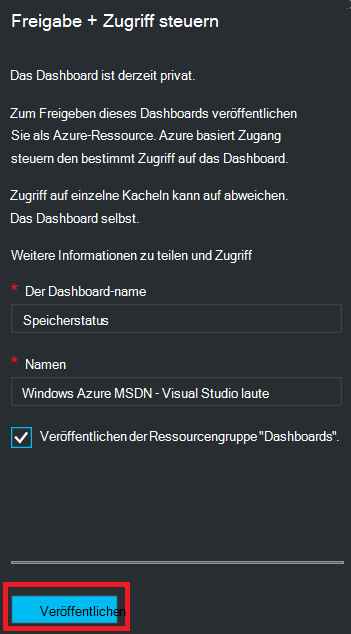 Freigabe + Zugriff steuern
Das Dashboard ist derzeit privat.
Zum Freigeben dieses Dashboards veröffentlichen
Sie als Azure-Ressource. Azure basiert Zugang
steuern den bestimmt Zugriff auf das Dashboard.
Zugriff auf einzelne Kacheln kann auf abweichen.
Das Dashboard selbst.
Weitere Informationen zu teilen und Zugriff
* Der Dashboard-name
Speicherstatus
* Namen
Windows Azure MSDN - Visual Studio laute
Veröffentlichen der Ressourcengruppe "Dashboards".
Veröffentlichen